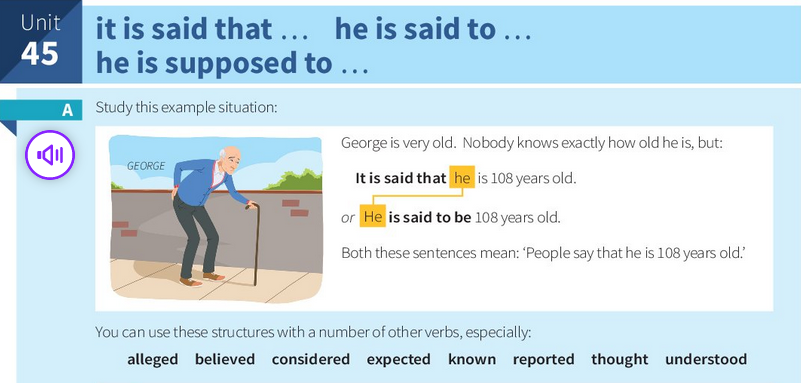 Unit
45
it is said that … he is said to …
he is supposed to …
A
Study this example situation:
GEORGE
George is very old. Nobody knows exactly how old he is, but:
It is said that he is 108 years old.
or He is said to be 108 years old.
Both these sentences mean: ‘People say that he is 108 years old.’
You can use these structures with a number of other verbs, especially:
alleged believed considered expected known reported thought understood